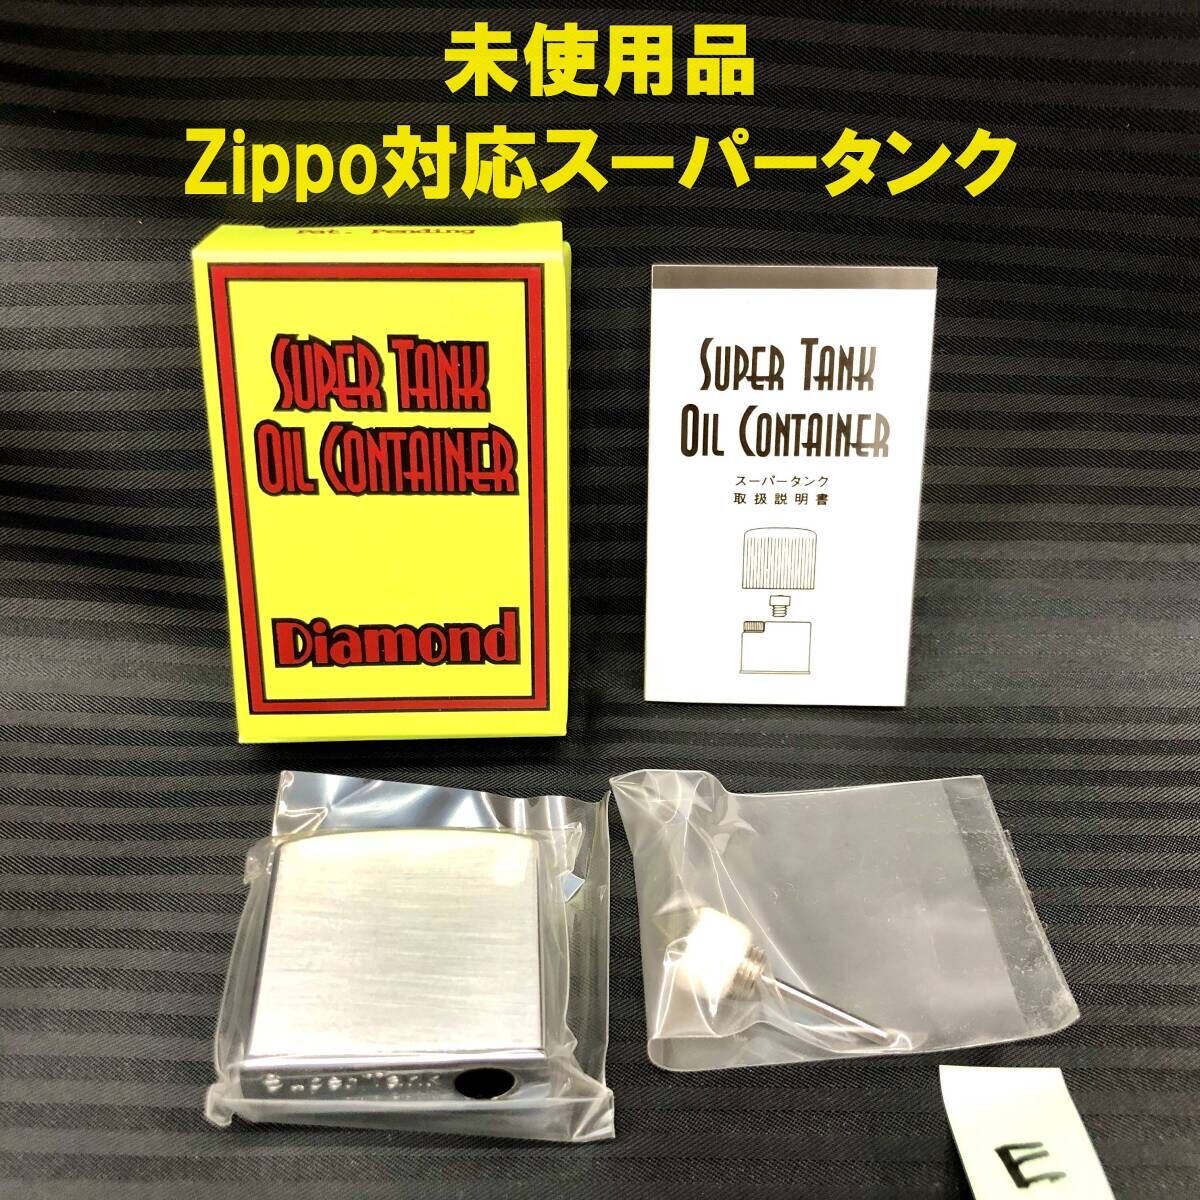 未使用品
Zippo対応スーパータンク
Pat. Pending
SUPER TANK
OIL CONTAINER
Diamond
SUPER TANK
OIL CONTAINER
スーパータンク
取扱説明書
Super Tank
E